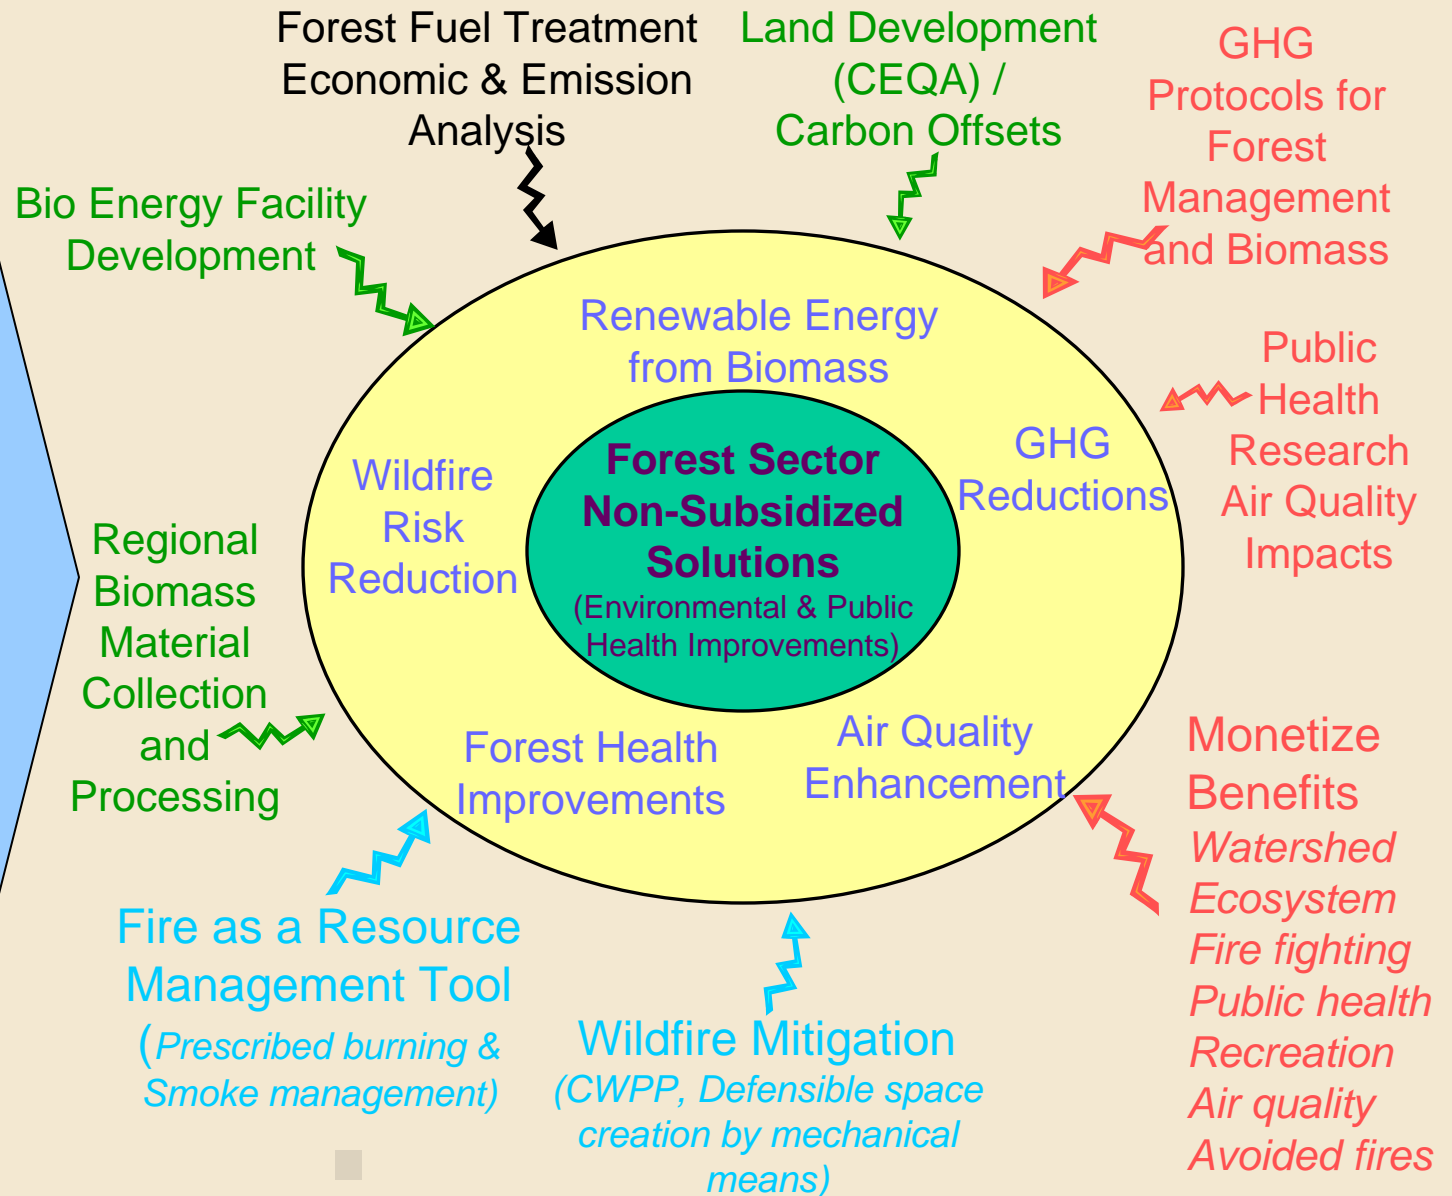 Forest Fuel Treatment
Economic & Emission
Analysis
Land Development
(CEQA) /
Carbon Offsets
GHG
Protocols for
Forest
Management
and Biomass
Bio Energy Facility
Development
Renewable Energy
from Biomass
Public
Health
Research
Air Quality
Impacts
Wildfire
Risk
Reduction
Forest Sector
Non-Subsidized
Solutions
(Environmental & Public
Health Improvements)
GHG
Reductions
Regional
Biomass
Material
Collection
and
Processing
Forest Health
Improvements
Air Quality
Enhancement
Monetize
Benefits
Watershed
Ecosystem
Fire fighting
Public health
Recreation
Air quality
Avoided fires
Fire as a Resource
Management Tool
(Prescribed burning &
Smoke management)
Wildfire Mitigation
(CWPP, Defensible space
creation by mechanical
means)